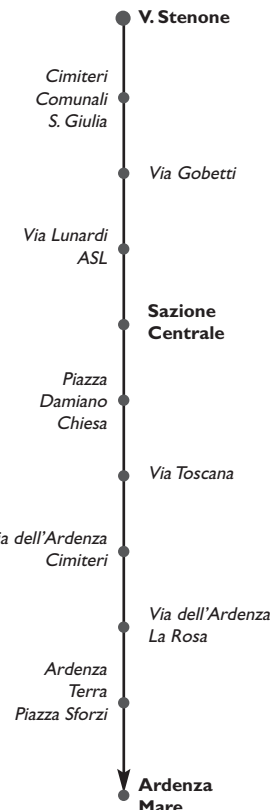 V. Stenone
Cimiteri
Comunali
S. Giulia
Via Gobetti
Via Lunardi
ASL
Sazione
Centrale
Piazza
Damiano
Chiesa
Via Toscana
ia dell'Ardenza
Cimiteri
Via dell'Ardenza
La Rosa
Ardenza
Terra
Piazza Sforzi
Ardenza
Mare